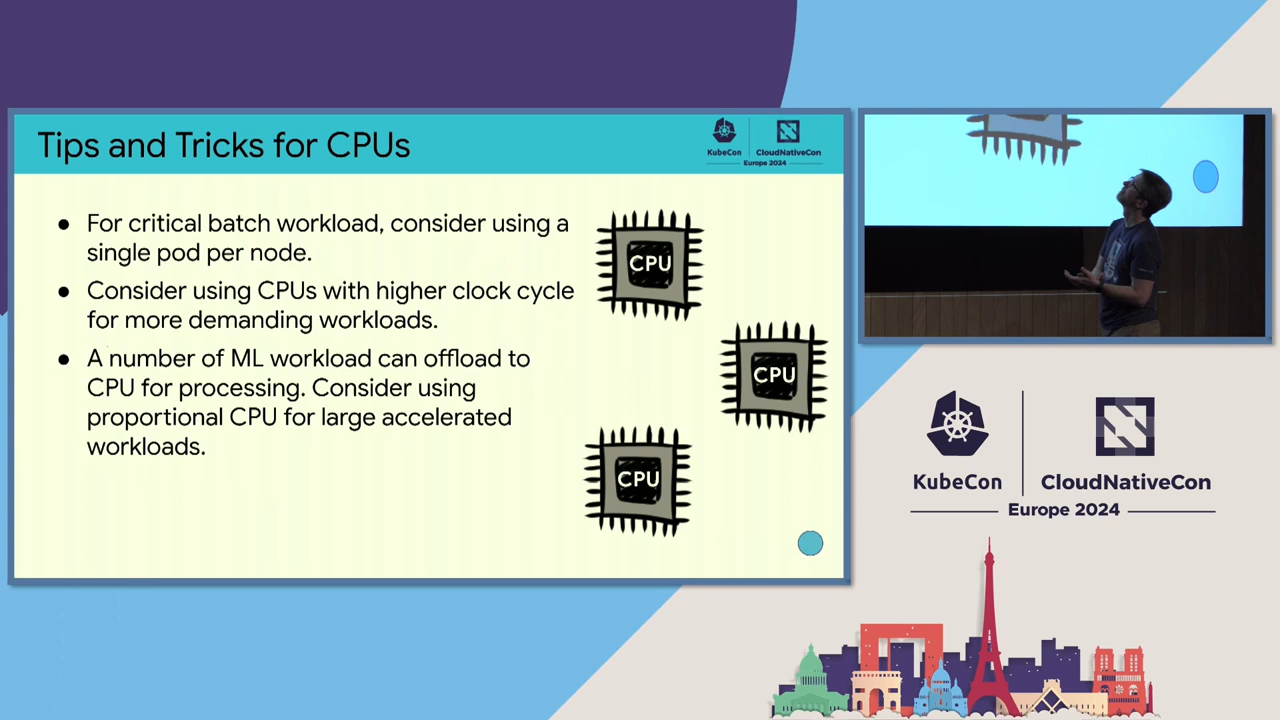 Tips and Tricks for CPUs
KubeCon
CloudNativeCon
Europe 2024
● For critical batch workload, consider using a
single pod per node.
● Consider using CPUs with higher clock cycle
for more demanding workloads.
● A number of ML workload can offload to
CPU for processing. Consider using
proportional CPU for large accelerated
workloads.
CPU
CPU
CPU
KubeCon
CloudNativeCon
Europe 2024